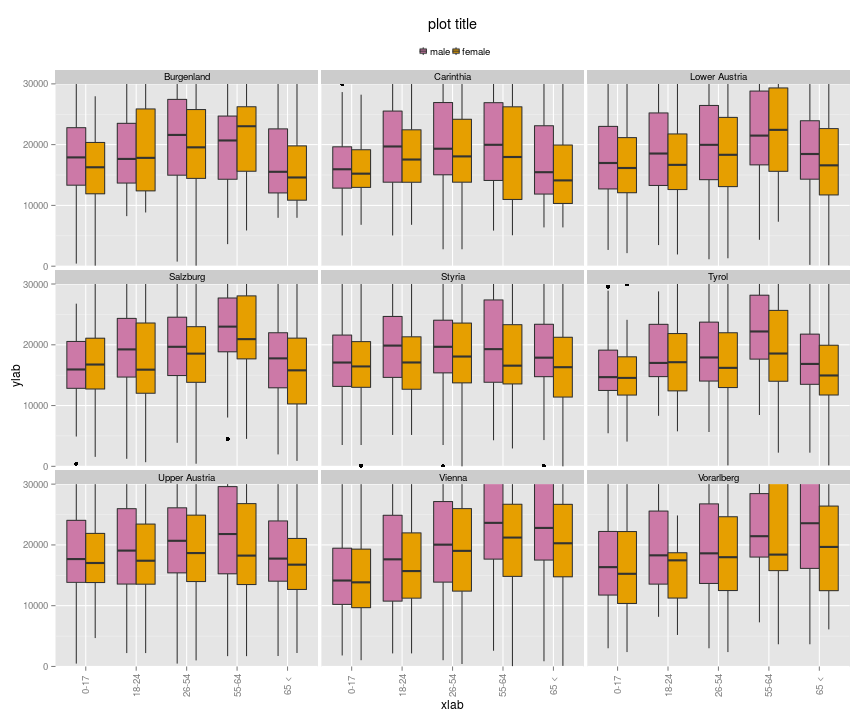 plot title
male female
Burgenland Carinthia Lower Austria
30000
20000
10000
0
Salzburg Styria Tyrol
30000
20000
10000
0
Upper Austria Vienna Vorarlberg
30000
20000
10000
0
ylab
0-17 18-24 26-54 55-64 65 < 0-17 18-24 26-54 55-64 65 < 0-17 18-24 26-54 55-64 65 <
xlab